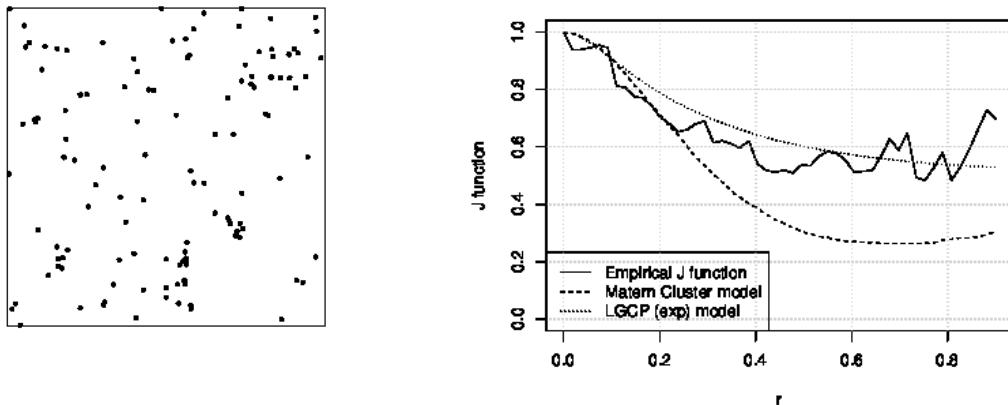 J function
1.0
0.8
0.6
0.4
0.2
0.0
Empirical J function
Matern Cluster model
LGCP (exp) model
0.0 0.2 0.4 0.6 0.8
r